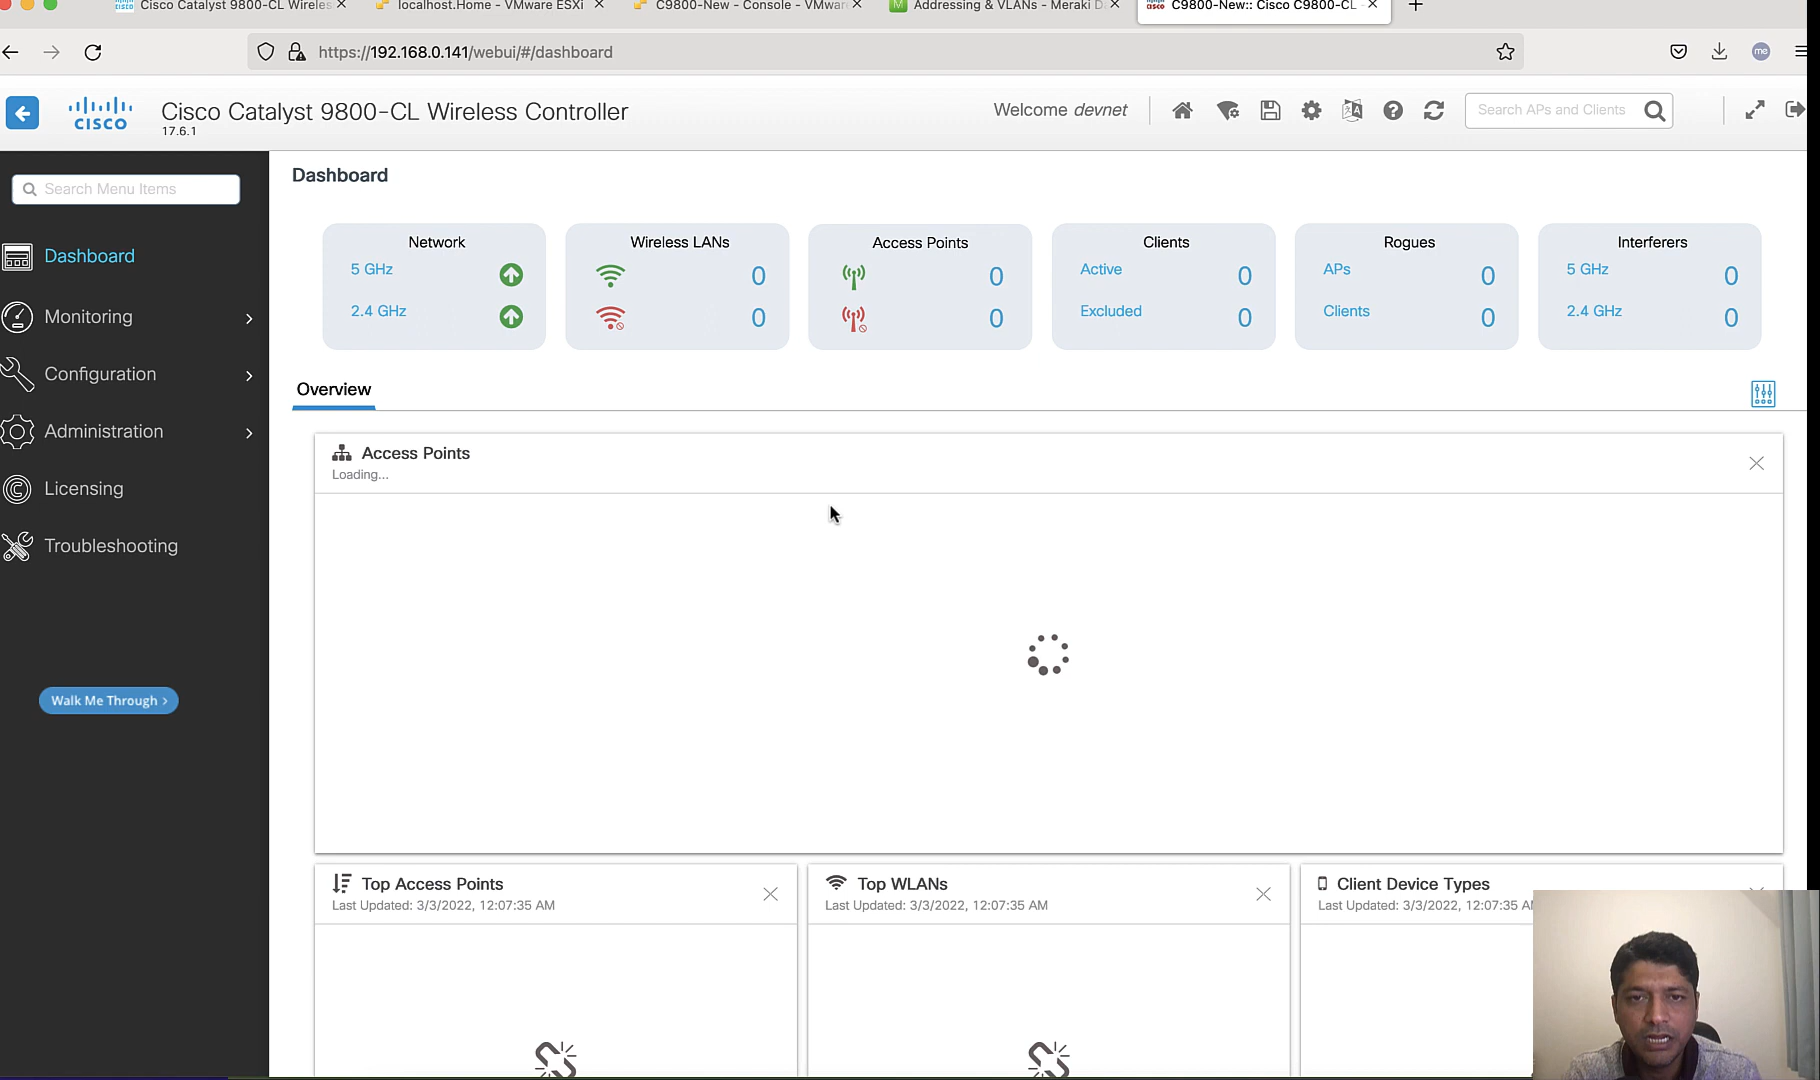 Cisco Catalyst 9800-CL Wireles
localhost.Home - VMware ESXi
C9800-New - Console - VMwar
Addressing & VLANs - Meraki D
C9800-New:: Cisco C9800-CL -
https://192.168.0.141/webui/#/dashboard
me
CISCO
Cisco Catalyst 9800-CL Wireless Controller
17.6.1
Welcome devnet
Search APs and Clients
Search Menu Items
Dashboard
Monitoring
Configuration
Administration
Licensing
Troubleshooting
Walk Me Through >
Dashboard
Network
5 GHz
2.4 GHz
Wireless LANs
0
0
Access Points
0
0
Clients
Active 0
Excluded 0
Rogues
APs 0
Clients 0
Interferers
5 GHz 0
2.4 GHz 0
Overview
Access Points
Loading...
Top Access Points
Last Updated: 3/3/2022, 12:07:35 AM
Top WLANs
Last Updated: 3/3/2022, 12:07:35 AM
Client Device Types
Last Updated: 3/3/2022, 12:07:35 AM